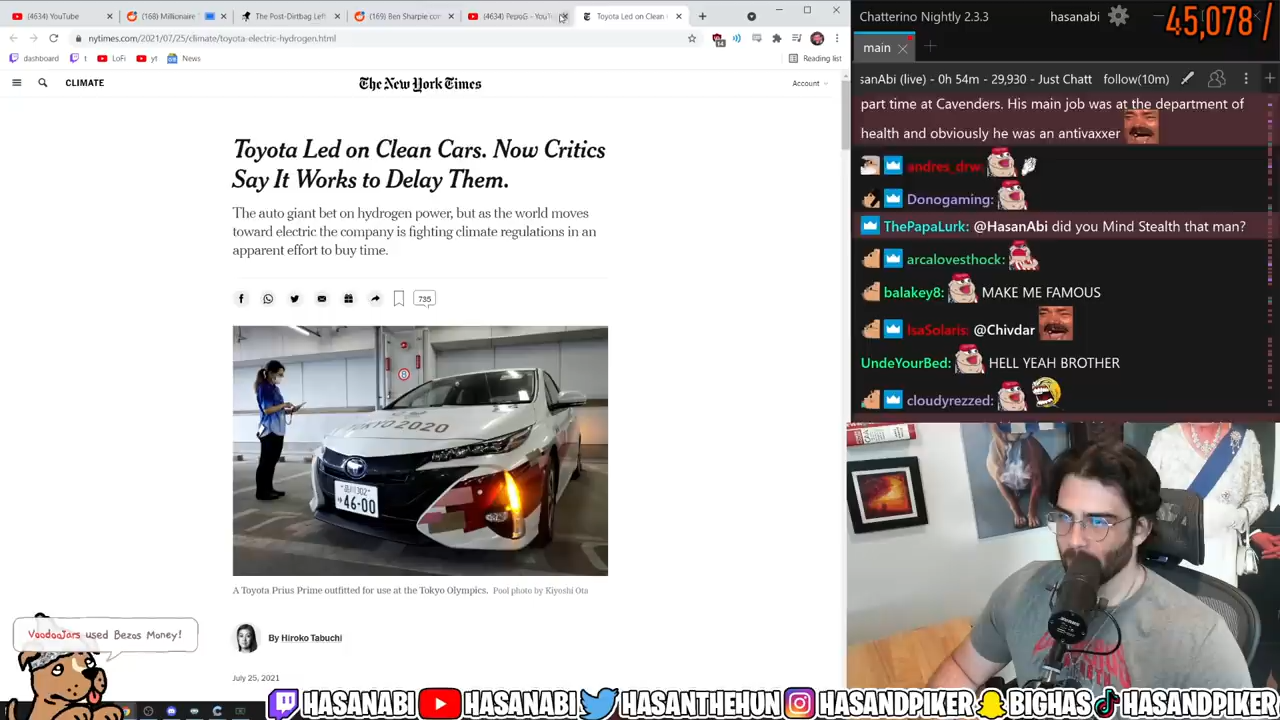 (4634) YouTube
(168) Millionaire
The Post-Dirtbag Left
(169) Ben Sharpie con
(4634) PepoG - YouT
Toyota Led on Clean
nytimes.com/2021/07/25/climate/toyota-electric-hydrogen.html
dashboard
t
LoFi
yt
News
Reading list
CLIMATE
The New York Times
Account
Toyota Led on Clean Cars. Now Critics
Say It Works to Delay Them.
The auto giant bet on hydrogen power, but as the world moves
toward electric the company is fighting climate regulations in an
apparent effort to buy time.
735
TOKYO 2020
46-00
A Toyota Prius Prime outfitted for use at the Tokyo Olympics. Pool photo by Kiyoshi Ota
By Hiroko Tabuchi
July 25, 2021
VoodooJars used Bezos Money!
Chatterino Nightly 2.3.3
hasanabi
45,078 /
main
sanAbi (live) - 0h 54m - 29,930 - Just Chatt
follow(10m)
part time at Cavenders. His main job was at the department of
health and obviously he was an antivaxxer
andres_drw:
Donogaming:
ThePapaLurk: @HasanAbi did you Mind Stealth that man?
arcalovesthock:
balakey8: MAKE ME FAMOUS
IsaSolaris: @Chivdar
UndeYourBed: HELL YEAH BROTHER
cloudyrezzed:
HASANABI
HASANABI
HASANTHEHUN
HASANDPIKER
BIGHAS
HASANDPIKER